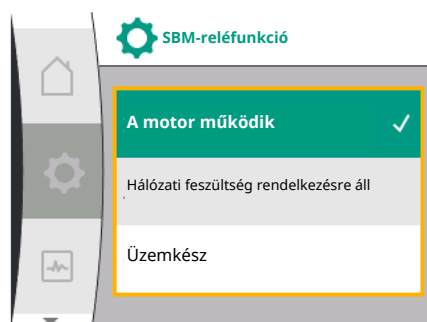 SBM-reléfunkció
A motor működik
Hálózati feszültség rendelkezésre áll
Üzemkész